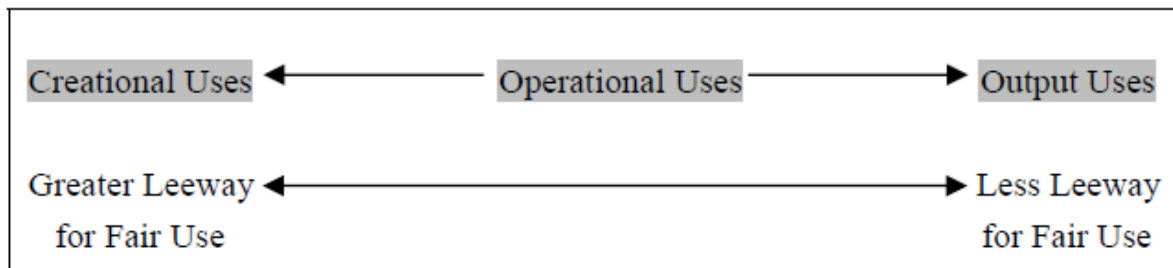 Creational Uses Operational Uses Output Uses
Greater Leeway Less Leeway
for Fair Use for Fair Use